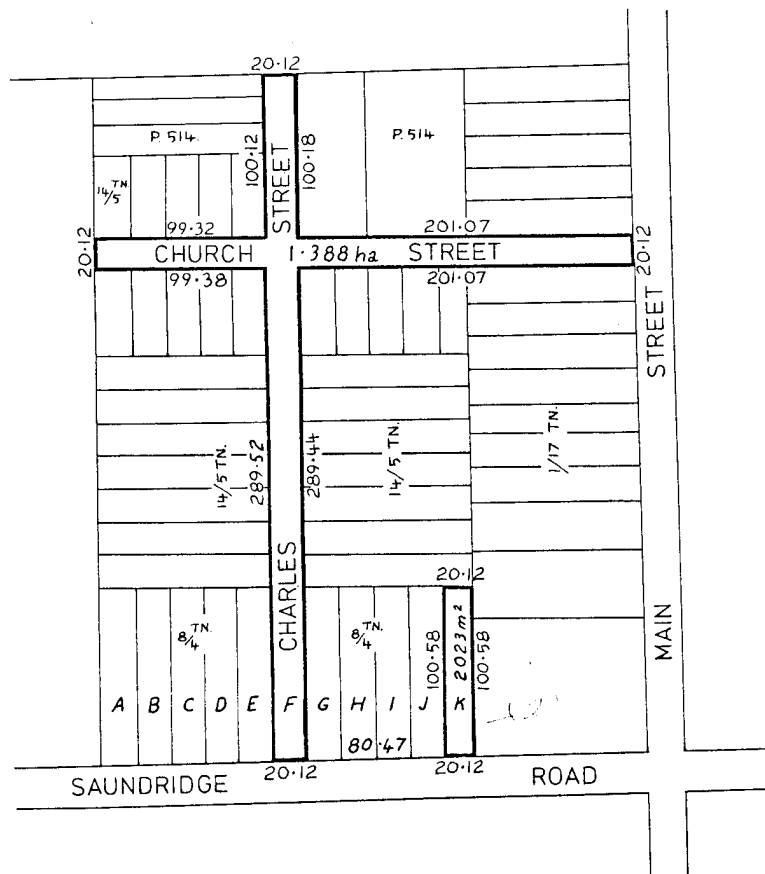 20·12
P. 514.
P. 514
100·12
STREET
100·18
14/5 TN.
99·32
201·07
20·12
CHURCH 1·388 ha STREET
20·12
99·38
201·07
STREET
14/5 TN.
289·52
289·44
14/5 TN.
1/17 TN.
CHARLES
20·12
8/4 TN.
8/4 TN.
100·58
2023m²
100·58
MAIN
A B C D E F G H I J K
80·47
20·12
20·12
SAUNDRIDGE ROAD